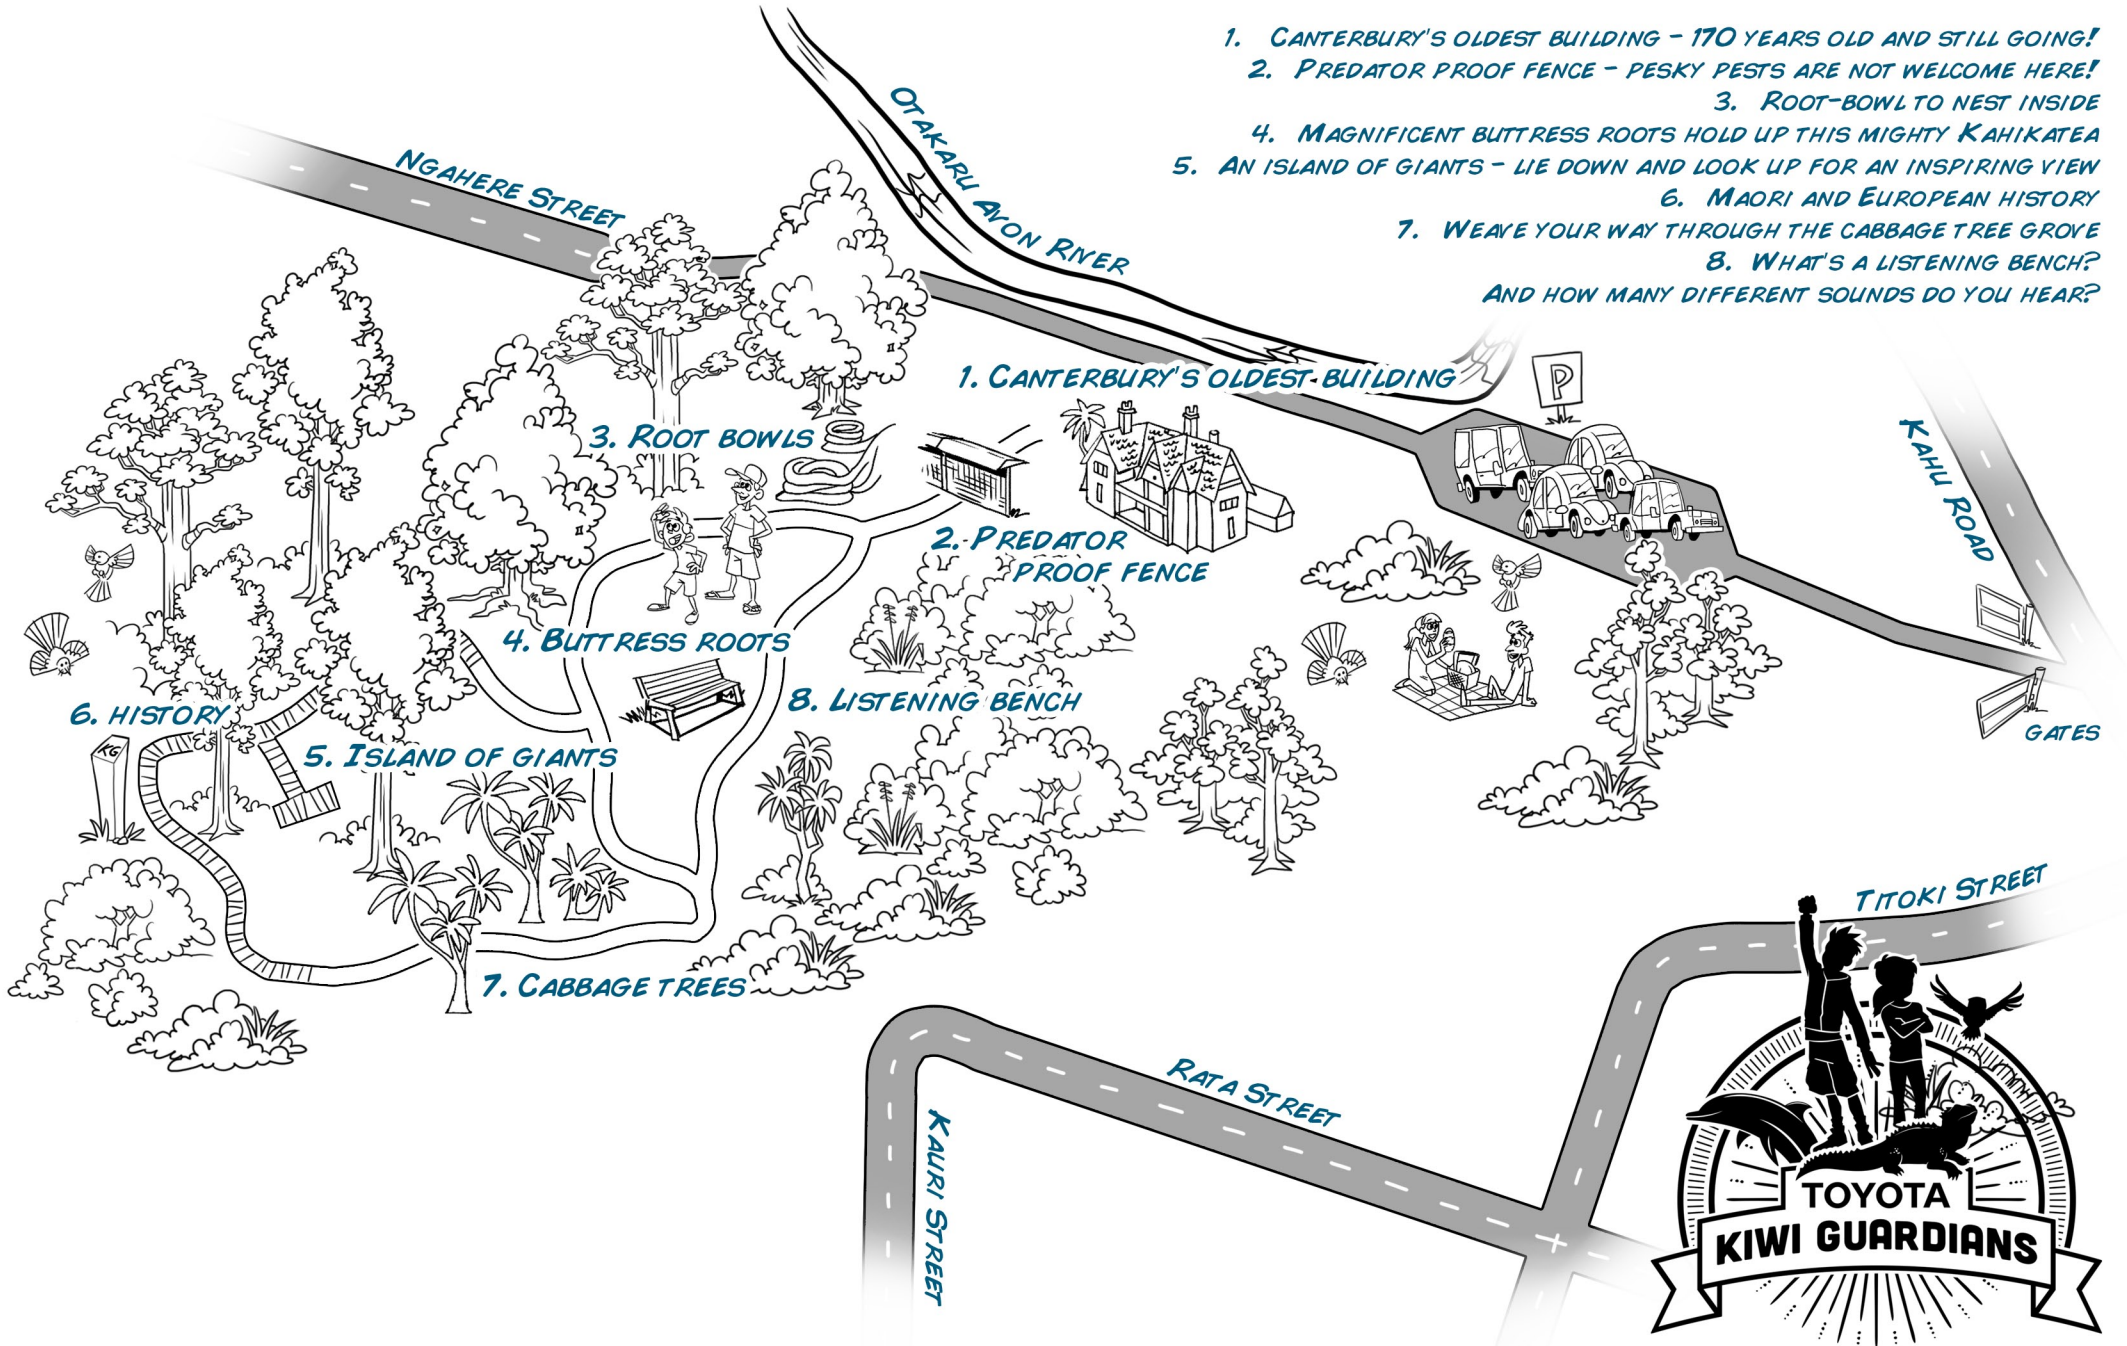 1. Canterbury's oldest building - 170 years old and still going!
2. Predator proof fence - pesky pests are not welcome here!
3. Root-bowl to nest inside
4. Magnificent buttress roots hold up this mighty Kahikatea
5. An island of giants - lie down and look up for an inspiring view
6. Maori and European history
7. Weave your way through the cabbage tree grove
8. What's a listening bench?
And how many different sounds do you hear?
Otakaru Avon River
Ngahere Street
1. Canterbury's oldest building
P
Kahu Road
3. Root bowls
2. Predator
proof fence
4. Buttress roots
8. Listening bench
6. History
KG
5. Island of giants
Gates
7. Cabbage trees
Titoki Street
Rata Street
Kauri Street
TOYOTA
KIWI GUARDIANS